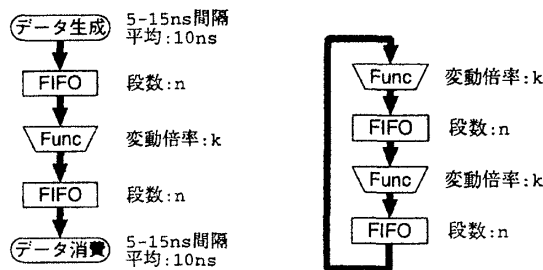 データ生成
5-15ns間隔
平均:10ns
FIFO
段数:n
Func
変動倍率:k
FIFO
段数:n
データ消費
5-15ns間隔
平均:10ns
Func
変動倍率:k
FIFO
段数:n
Func
変動倍率:k
FIFO
段数:n